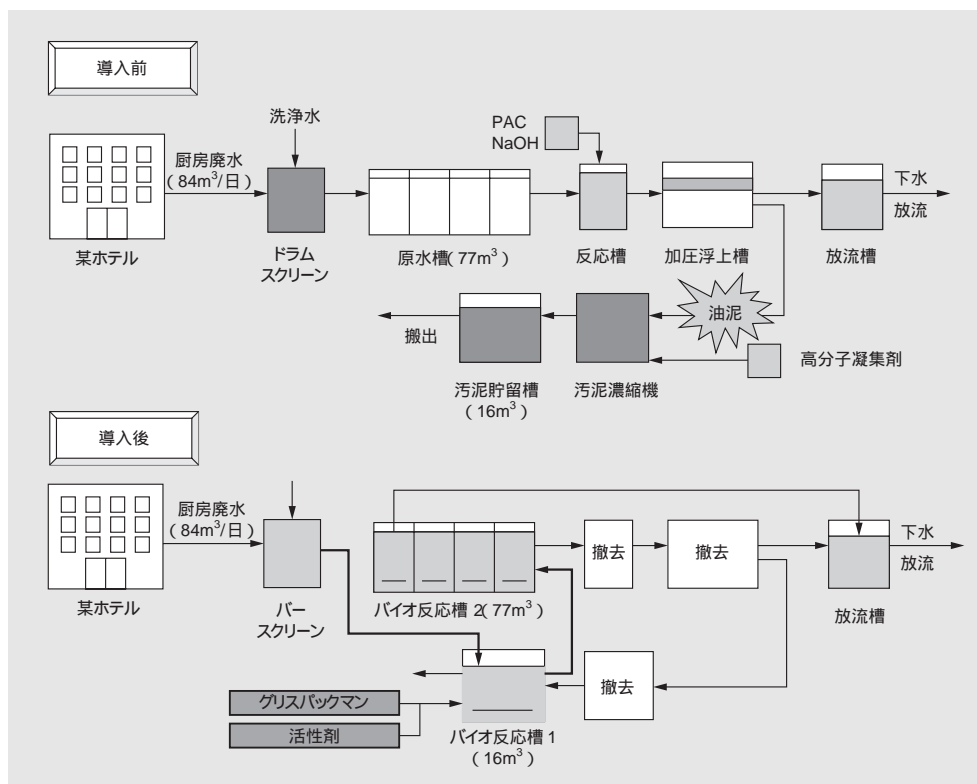 導入前
洗浄水
厨房廃水
(84m³/日)
某ホテル
ドラム
スクリーン
原水槽(77m³)
PAC
NaOH
反応槽
加圧浮上槽
放流槽
下水
放流
油泥
高分子凝集剤
汚泥濃縮機
汚泥貯留槽
(16m³)
搬出
導入後
厨房廃水
(84m³/日)
某ホテル
バー
スクリーン
バイオ反応槽 2(77m³)
撤去
撤去
下水
放流
放流槽
撤去
グリスパックマン
活性剤
バイオ反応槽 1
(16m³)